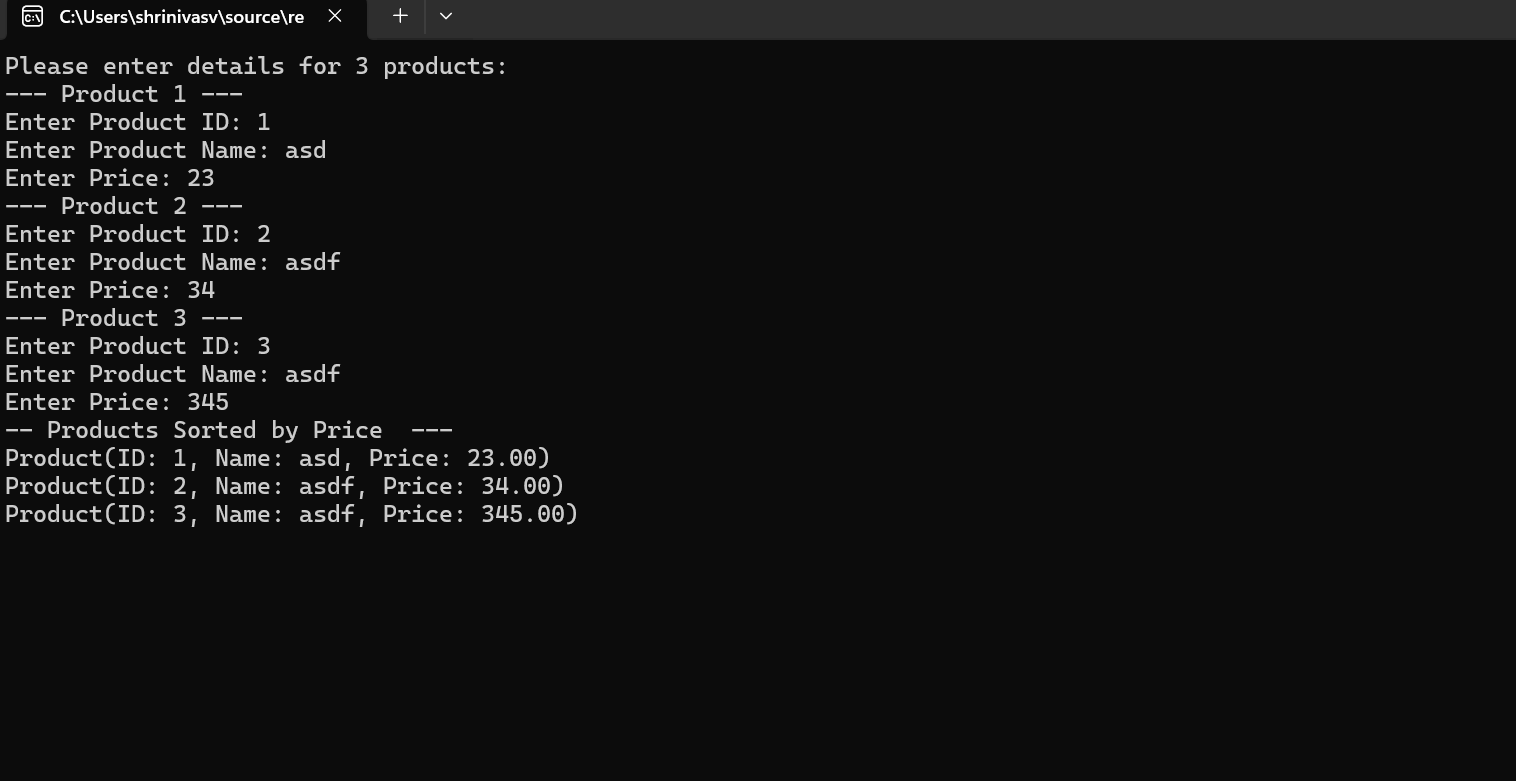 C:\Users\shrinivasv\source\re
Please enter details for 3 products:
--- Product 1 ---
Enter Product ID: 1
Enter Product Name: asd
Enter Price: 23
--- Product 2 ---
Enter Product ID: 2
Enter Product Name: asdf
Enter Price: 34
--- Product 3 ---
Enter Product ID: 3
Enter Product Name: asdf
Enter Price: 345
-- Products Sorted by Price  ---
Product(ID: 1, Name: asd, Price: 23.00)
Product(ID: 2, Name: asdf, Price: 34.00)
Product(ID: 3, Name: asdf, Price: 345.00)